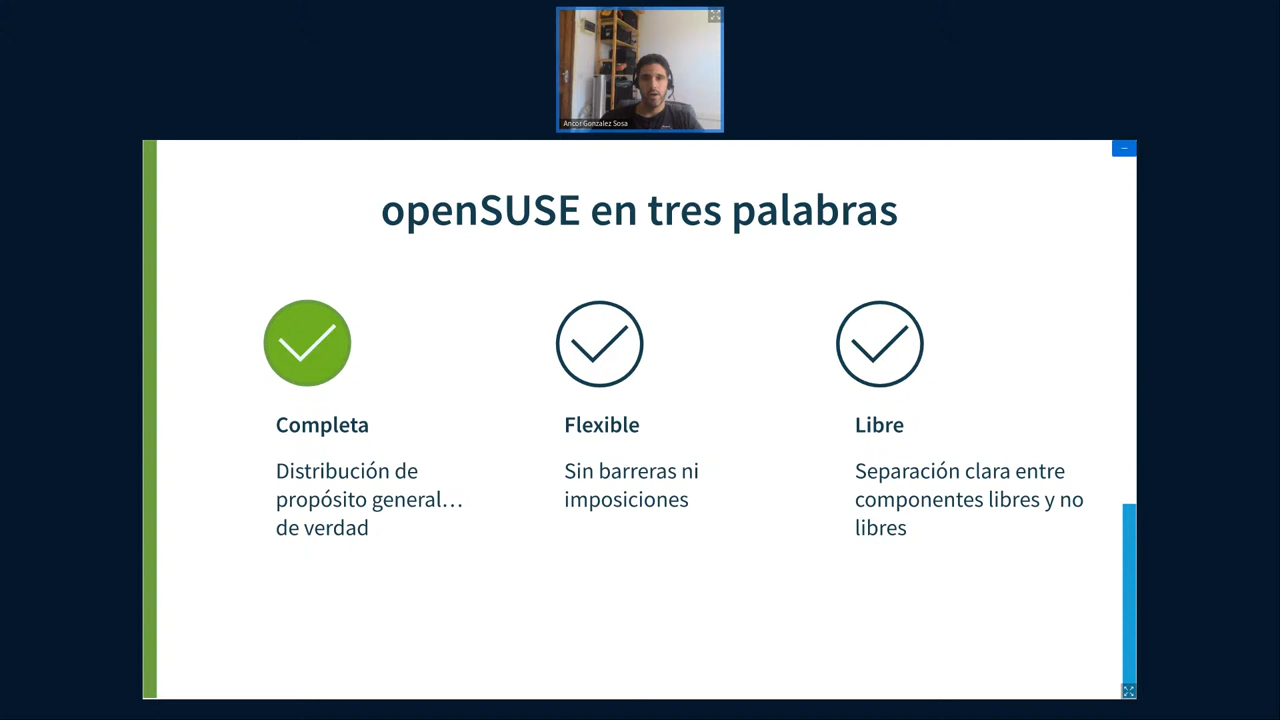 Ancor Gonzalez Sosa
openSUSE en tres palabras
Completa
Distribución de
propósito general…
de verdad
Flexible
Sin barreras ni
imposiciones
Libre
Separación clara entre
componentes libres y no
libres